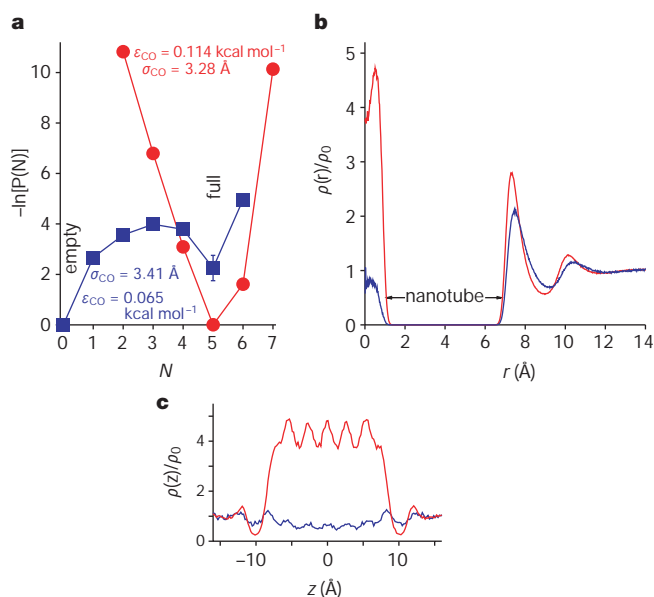 a
b
−ln[P(N)]
10
8
6
4
2
0
εCO = 0.114 kcal mol−1
σCO = 3.28 Å
empty
full
σCO = 3.41 Å
εCO = 0.065
kcal mol−1
0 1 2 3 4 5 6 7
N
ρ(r)/ρ0
5
4
3
2
1
0
nanotube
0 2 4 6 8 10 12 14
r (Å)
c
ρ(z)/ρ0
4
2
0
−10 0 10
z (Å)